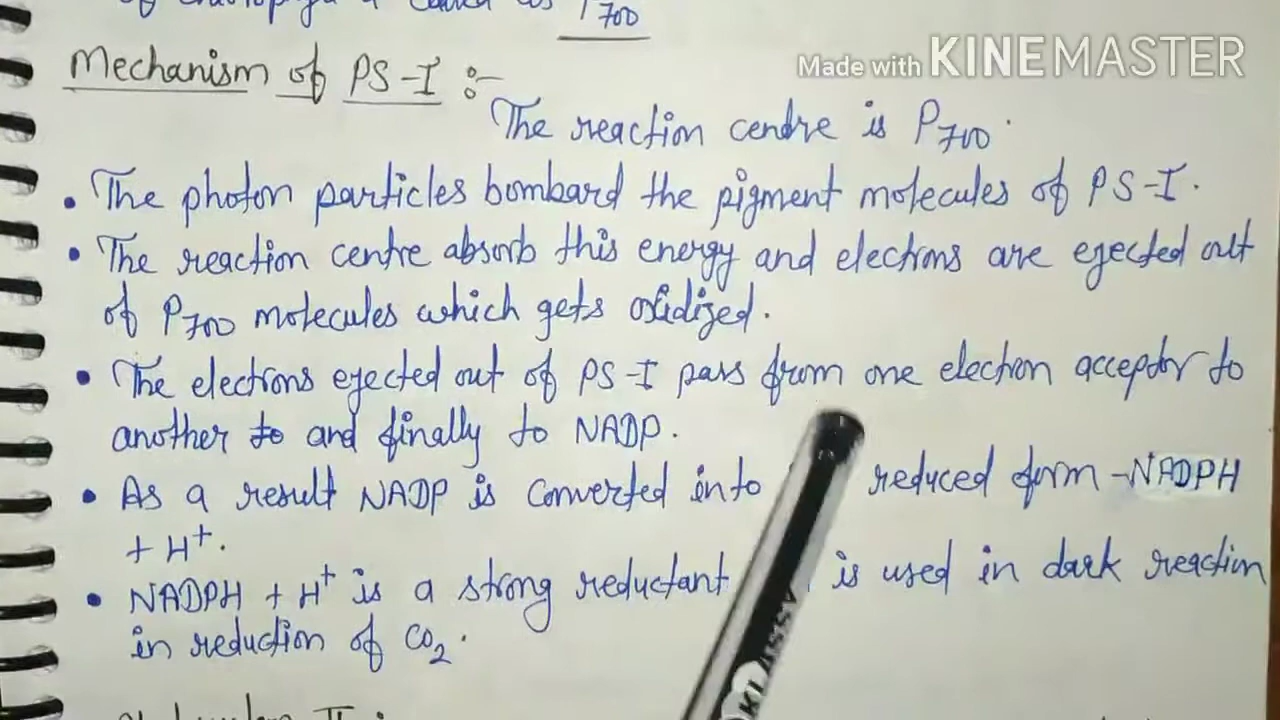 P700
Made with KINEMASTER
Mechanism of PS-I :-
The reaction centre is P700.
• The photon particles bombard the pigment molecules of PS-I.
• The reaction centre absorb this energy and electrons are ejected out
of P700 molecules which gets oxidized.
• The electrons ejected out of PS-I pass from one electron acceptor to
another to and finally to NADP.
• As a result NADP is converted into reduced form - NADPH
+ H⁺.
• NADPH + H⁺ is a strong reductant is used in dark reaction
in reduction of CO₂.
KLASSY